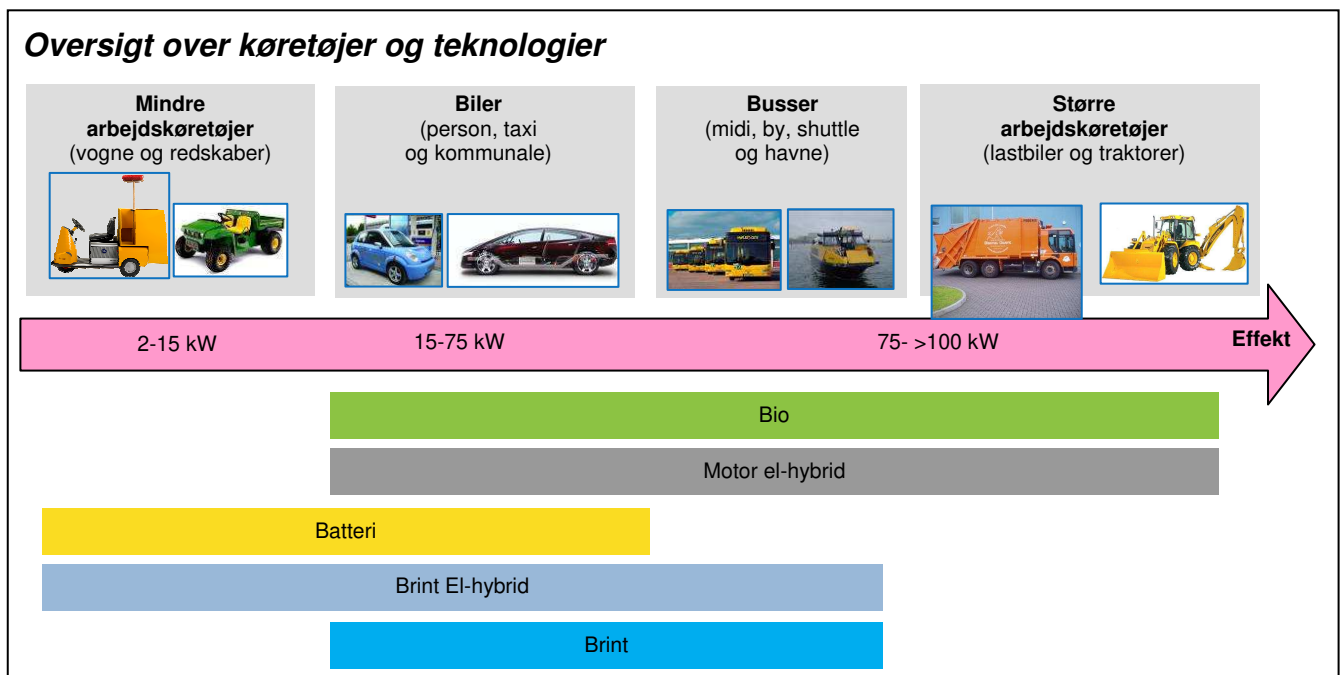 Oversigt over køretøjer og teknologier
Mindre
arbejdskøretøjer
(vogne og redskaber)
Biler
(person, taxi
og kommunale)
Busser
(midi, by, shuttle
og havne)
Større
arbejdskøretøjer
(lastbiler og traktorer)
2-15 kW
15-75 kW
75- >100 kW
Effekt
Bio
Motor el-hybrid
Batteri
Brint El-hybrid
Brint